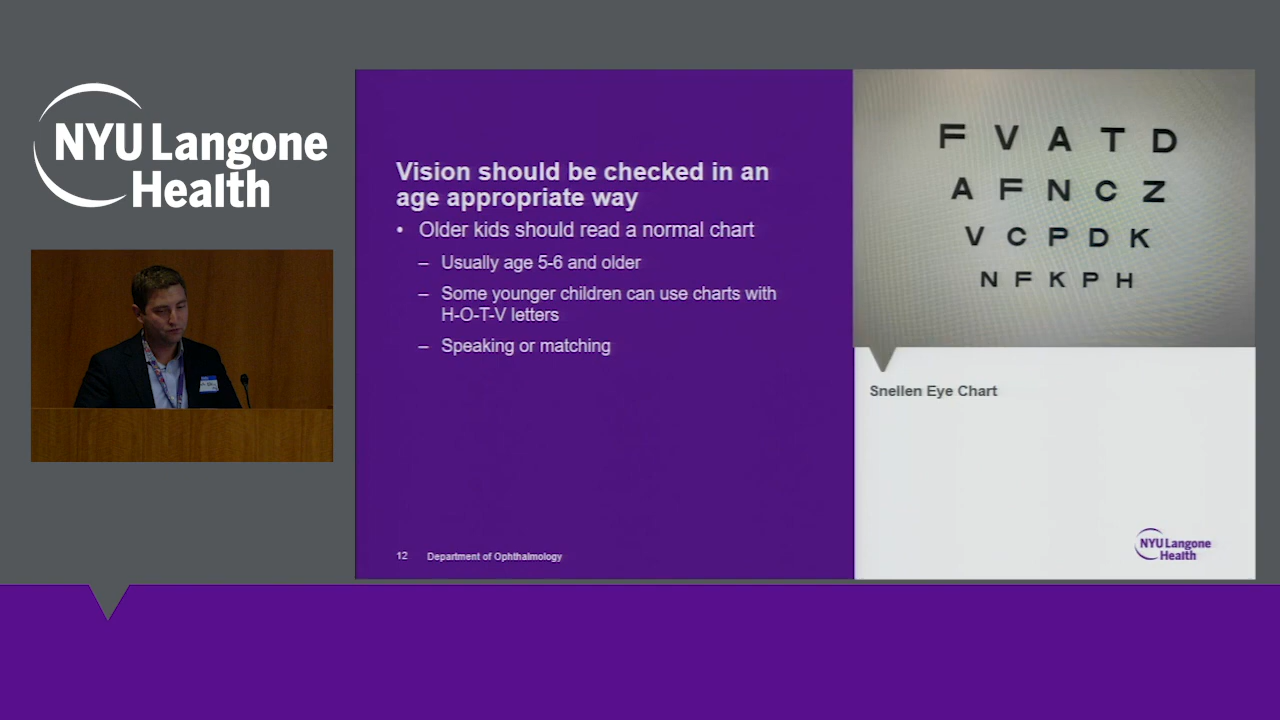 NYU Langone
Health
Vision should be checked in an
age appropriate way
• Older kids should read a normal chart
– Usually age 5-6 and older
– Some younger children can use charts with
H-O-T-V letters
– Speaking or matching
12 Department of Ophthalmology
F V A T D
A F N C Z
V C P D K
N F K P H
Snellen Eye Chart
NYU Langone
Health